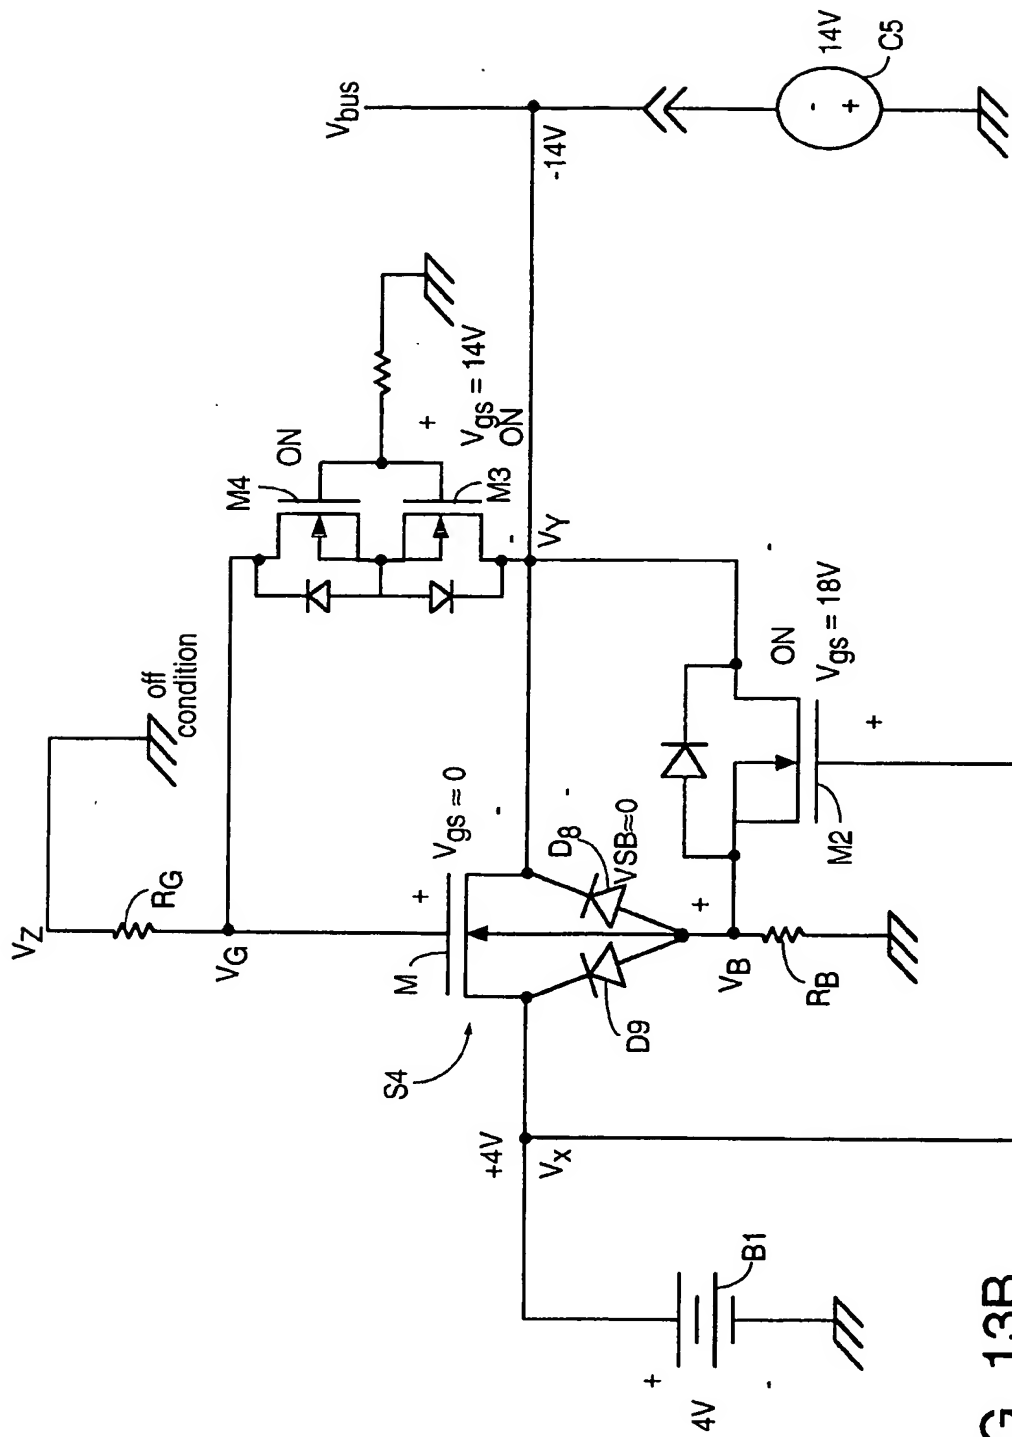 Vbus
14V
C5
-14V
M4
ON
Vgs = 14V
ON
M3
VY
off
condition
VZ
RG
VG
Vgs ≈ 0
M
S4
D8
VSB≈0
D9
VB
RB
ON
Vgs = 18V
M2
+4V
VX
B1
4V
G. 13B